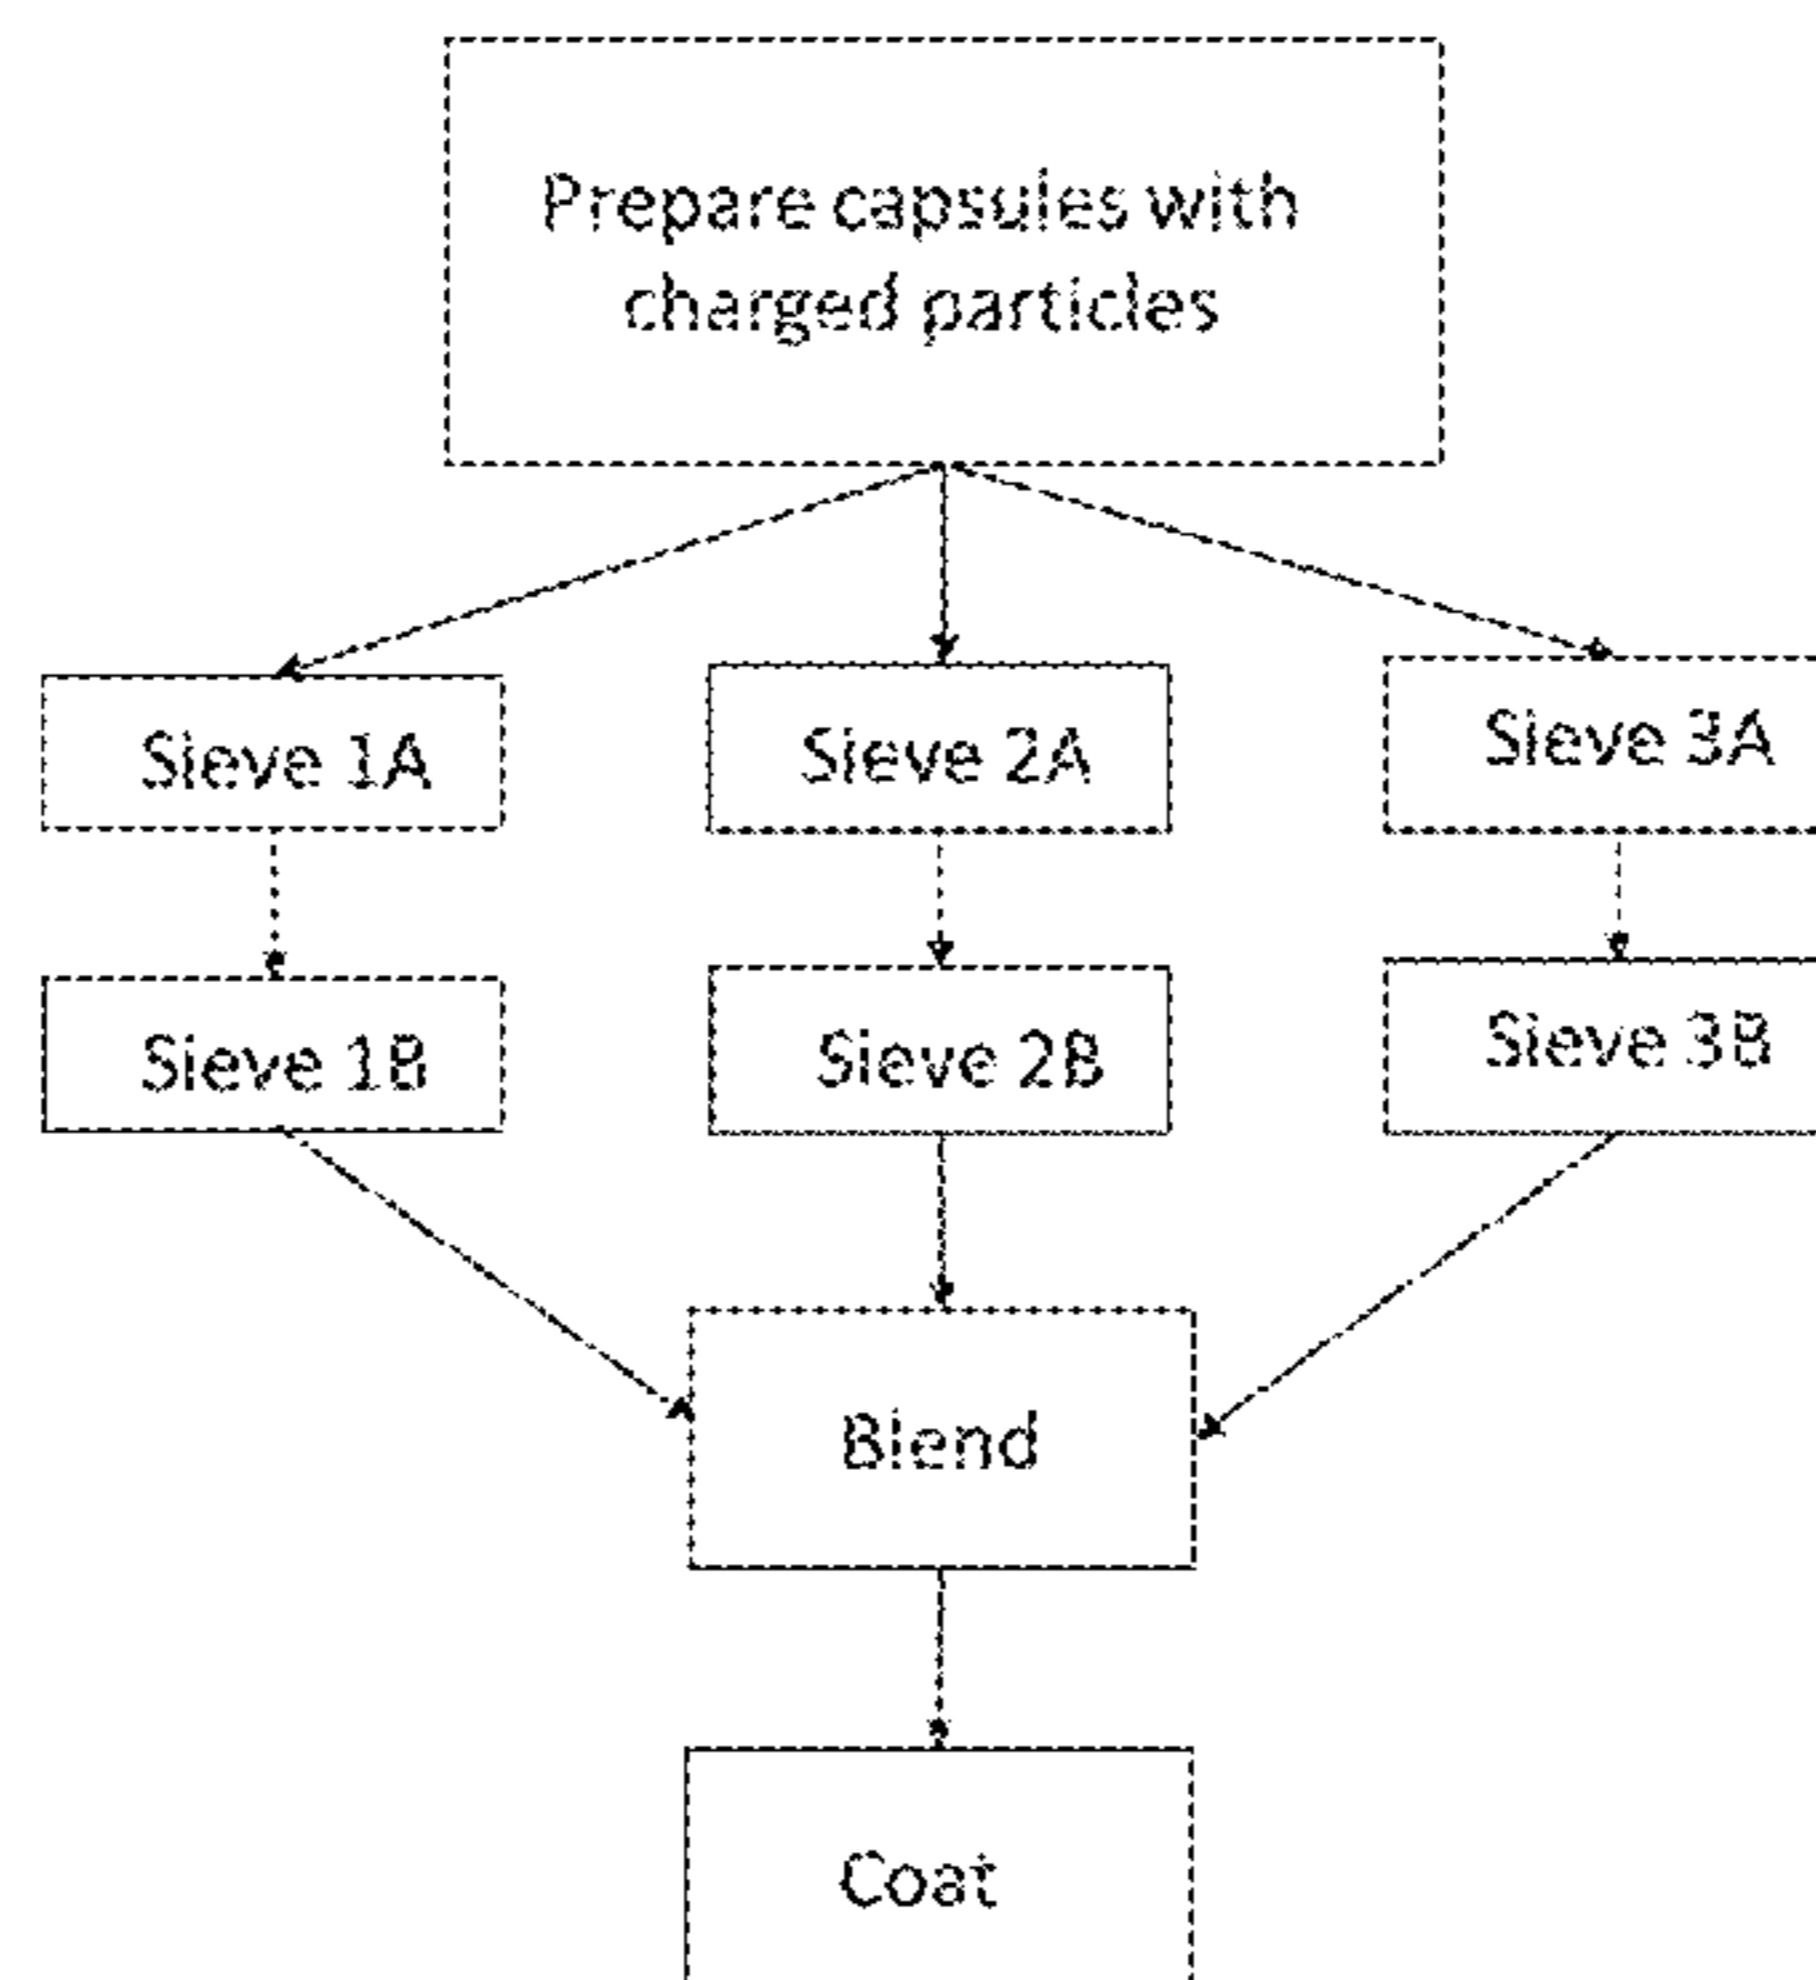 Prepare capsules with
charged particles
Sieve 1A
Sieve 2A
Sieve 3A
Sieve 1B
Sieve 2B
Sieve 3B
Blend
Coat